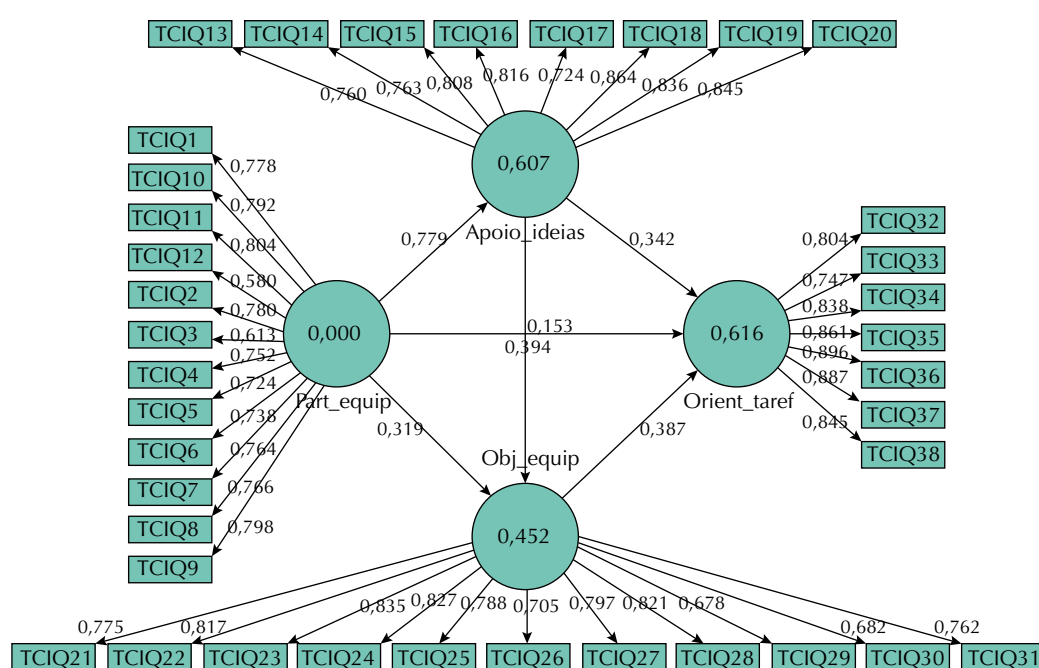 TCIQ13 TCIQ14 TCIQ15 TCIQ16 TCIQ17 TCIQ18 TCIQ19 TCIQ20
0,760 0,763 0,808 0,816 0,724 0,864 0,836 0,845
TCIQ1
0,778
TCIQ10
0,792
TCIQ11
0,804
TCIQ12
0,580
TCIQ2
0,780
TCIQ3
0,613
TCIQ4
0,752
TCIQ5
0,724
TCIQ6
0,738
TCIQ7
0,764
TCIQ8
0,766
TCIQ9
0,798
0,607
Apoio_ideias
0,779
0,342
0,000
Part_equip
0,153
0,394
0,319
0,387
0,616
Orient_taref
TCIQ32
0,804
TCIQ33
0,747
TCIQ34
0,838
TCIQ35
0,861
TCIQ36
0,896
TCIQ37
0,887
TCIQ38
0,845
Obj_equip
0,452
0,775 0,817 0,835 0,827 0,788 0,705 0,797 0,821 0,678 0,682 0,762
TCIQ21 TCIQ22 TCIQ23 TCIQ24 TCIQ25 TCIQ26 TCIQ27 TCIQ28 TCIQ29 TCIQ30 TCIQ31